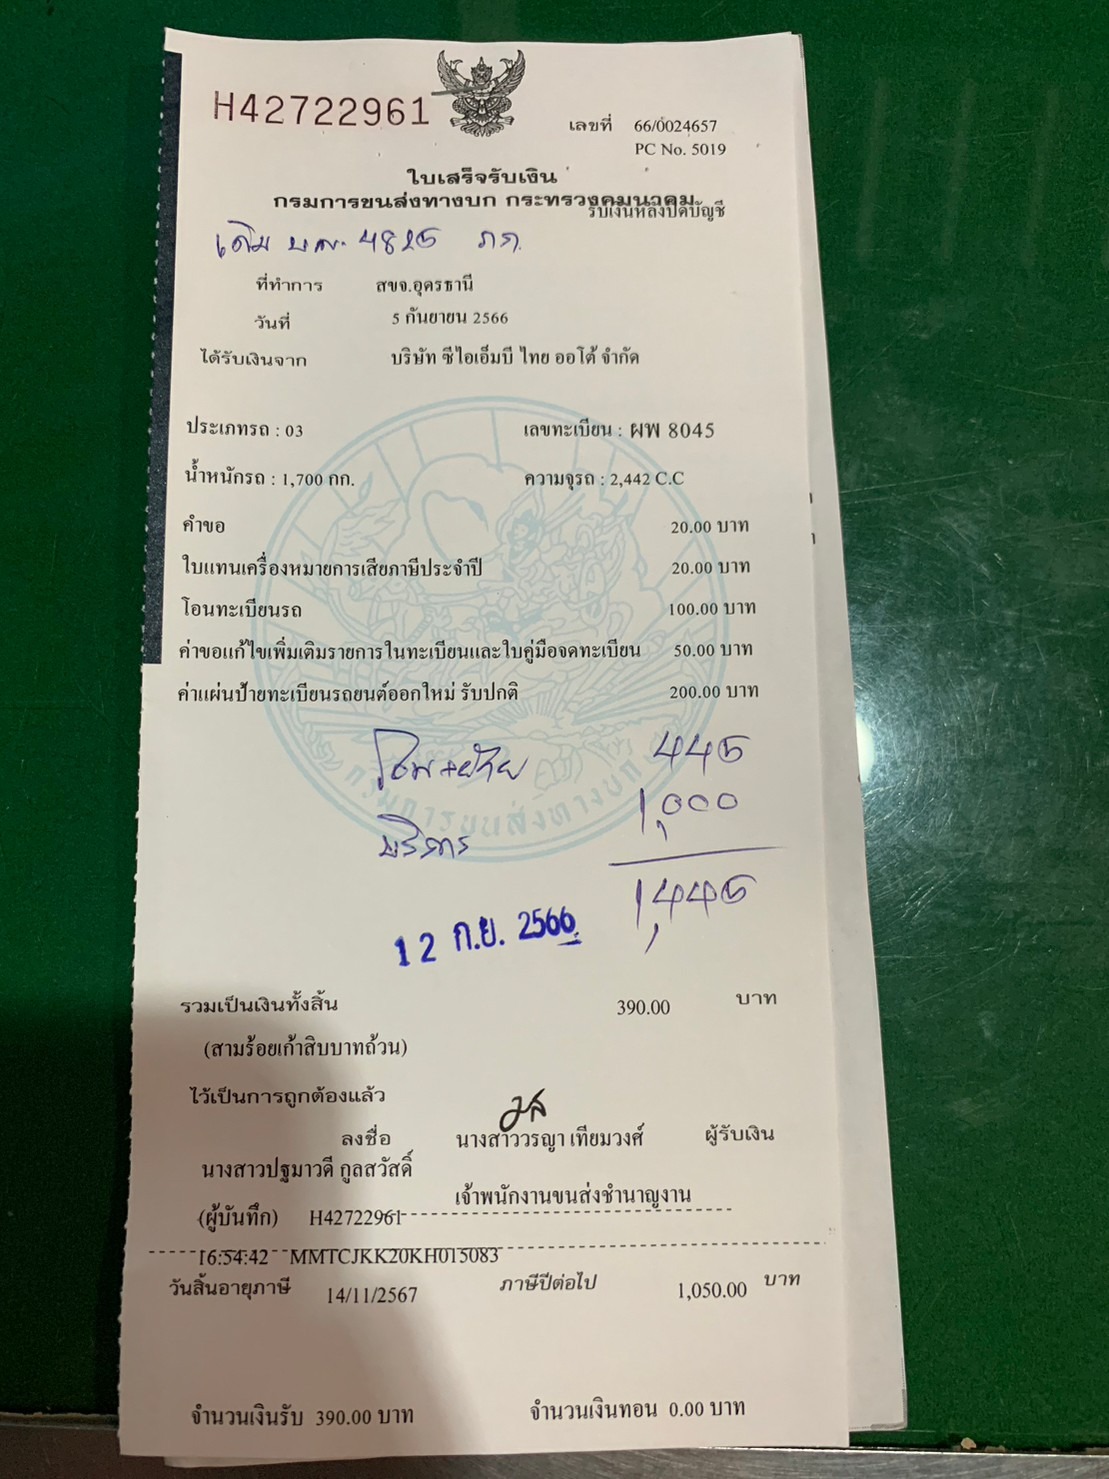 H42722961
เลขที่ 66/0024657
PC No. 5019
ใบเสร็จรับเงิน
กรมการขนส่งทางบก กระทรวงคมนาคม
รับเงินหลังปิดบัญชี
เดิม 4825 ภก.
ที่ทำการ สขจ.อุดรธานี
วันที่ 5 กันยายน 2566
ได้รับเงินจาก บริษัท ซีไอเอ็มบี ไทย ออโต้ จำกัด
ประเภทรถ : 03 เลขทะเบียน : ผพ 8045
น้ำหนักรถ : 1,700 กก. ความจุรถ : 2,442 C.C
คำขอ 20.00 บาท
ใบแทนเครื่องหมายการเสียภาษีประจำปี 20.00 บาท
โอนทะเบียนรถ 100.00 บาท
ค่าขอแก้ไขเพิ่มเติมรายการในทะเบียนและใบคู่มือจดทะเบียน 50.00 บาท
ค่าแผ่นป้ายทะเบียนรถยนต์ออกใหม่ รับปกติ 200.00 บาท
โอน+ย้าย 445
บริการ 1,000
1,445
กรมการขนส่งทางบก
12 ก.ย. 2566
รวมเป็นเงินทั้งสิ้น 390.00 บาท
(สามร้อยเก้าสิบบาทถ้วน)
ไว้เป็นการถูกต้องแล้ว
ลงชื่อ นางสาววรญา เทียมวงศ์ ผู้รับเงิน
นางสาวปฐมาวดี กูลสวัสดิ์
เจ้าพนักงานขนส่งชำนาญงาน
(ผู้บันทึก) H42722961
16:54:42 MMTCJKK20KH015083
วันสิ้นอายุภาษี 14/11/2567 ภาษีปีต่อไป 1,050.00 บาท
จำนวนเงินรับ 390.00 บาท จำนวนเงินทอน 0.00 บาท